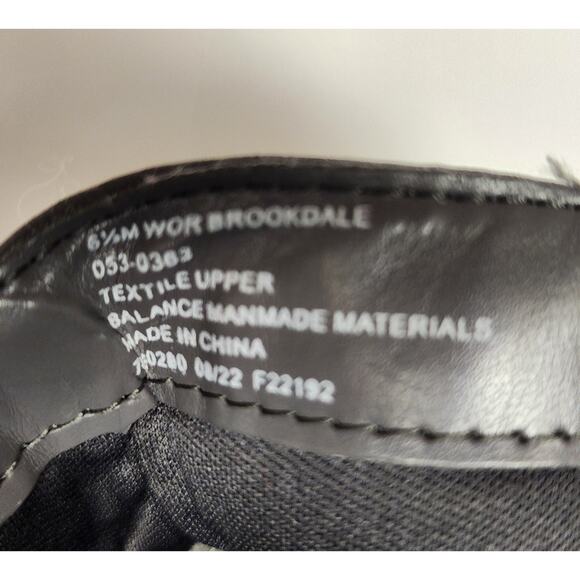 6½M WOR BROOKDALE
053-0363
TEXTILE UPPER
BALANCE MANMADE MATERIALS
MADE IN CHINA
08/22 F22192